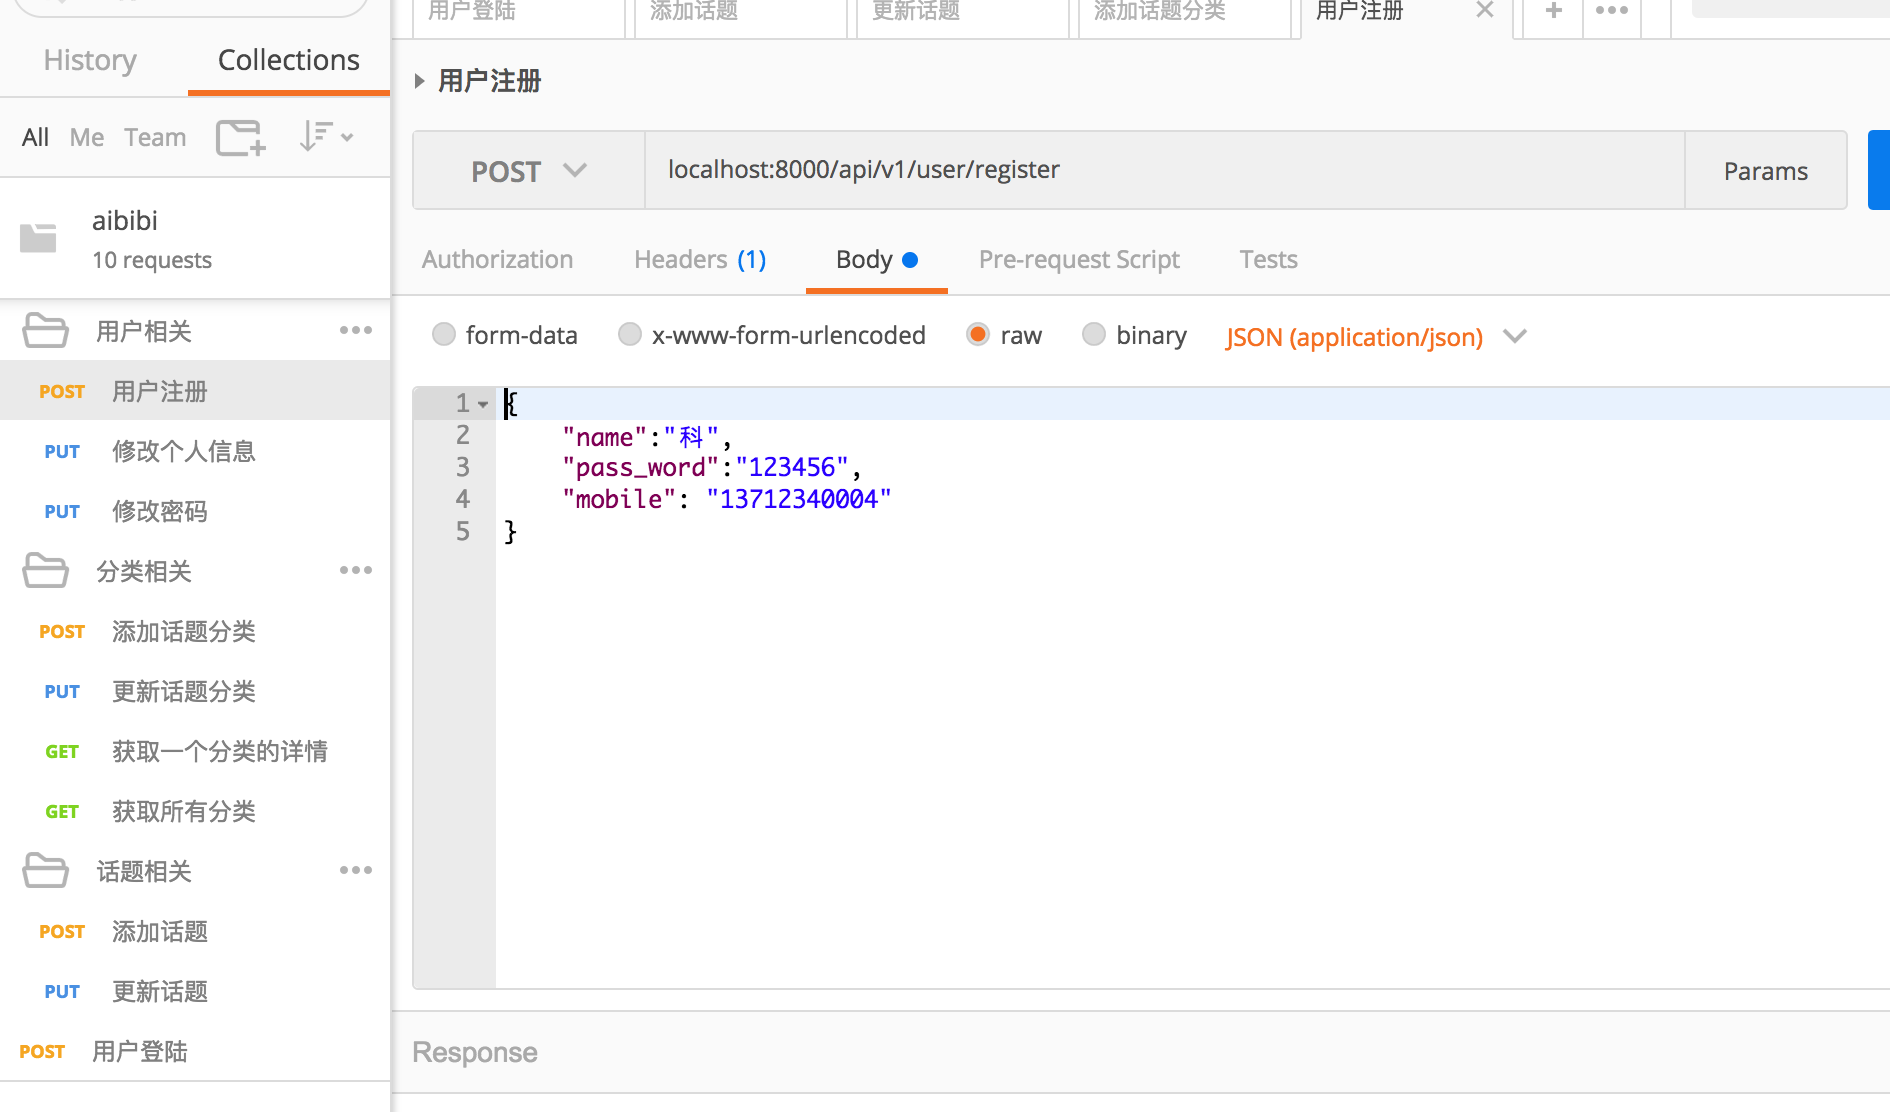 History Collections
All Me Team
aibibi
10 requests
用户相关
POST 用户注册
PUT 修改个人信息
PUT 修改密码
分类相关
POST 添加话题分类
PUT 更新话题分类
GET 获取一个分类的详情
GET 获取所有分类
话题相关
POST 添加话题
PUT 更新话题
POST 用户登陆
用户登陆 添加话题 更新话题 添加话题分类 用户注册
用户注册
POST localhost:8000/api/v1/user/register Params
Authorization Headers (1) Body Pre-request Script Tests
form-data x-www-form-urlencoded raw binary JSON (application/json)
1 {
2 "name":"科",
3 "pass_word":"123456",
4 "mobile": "13712340004"
5 }
Response